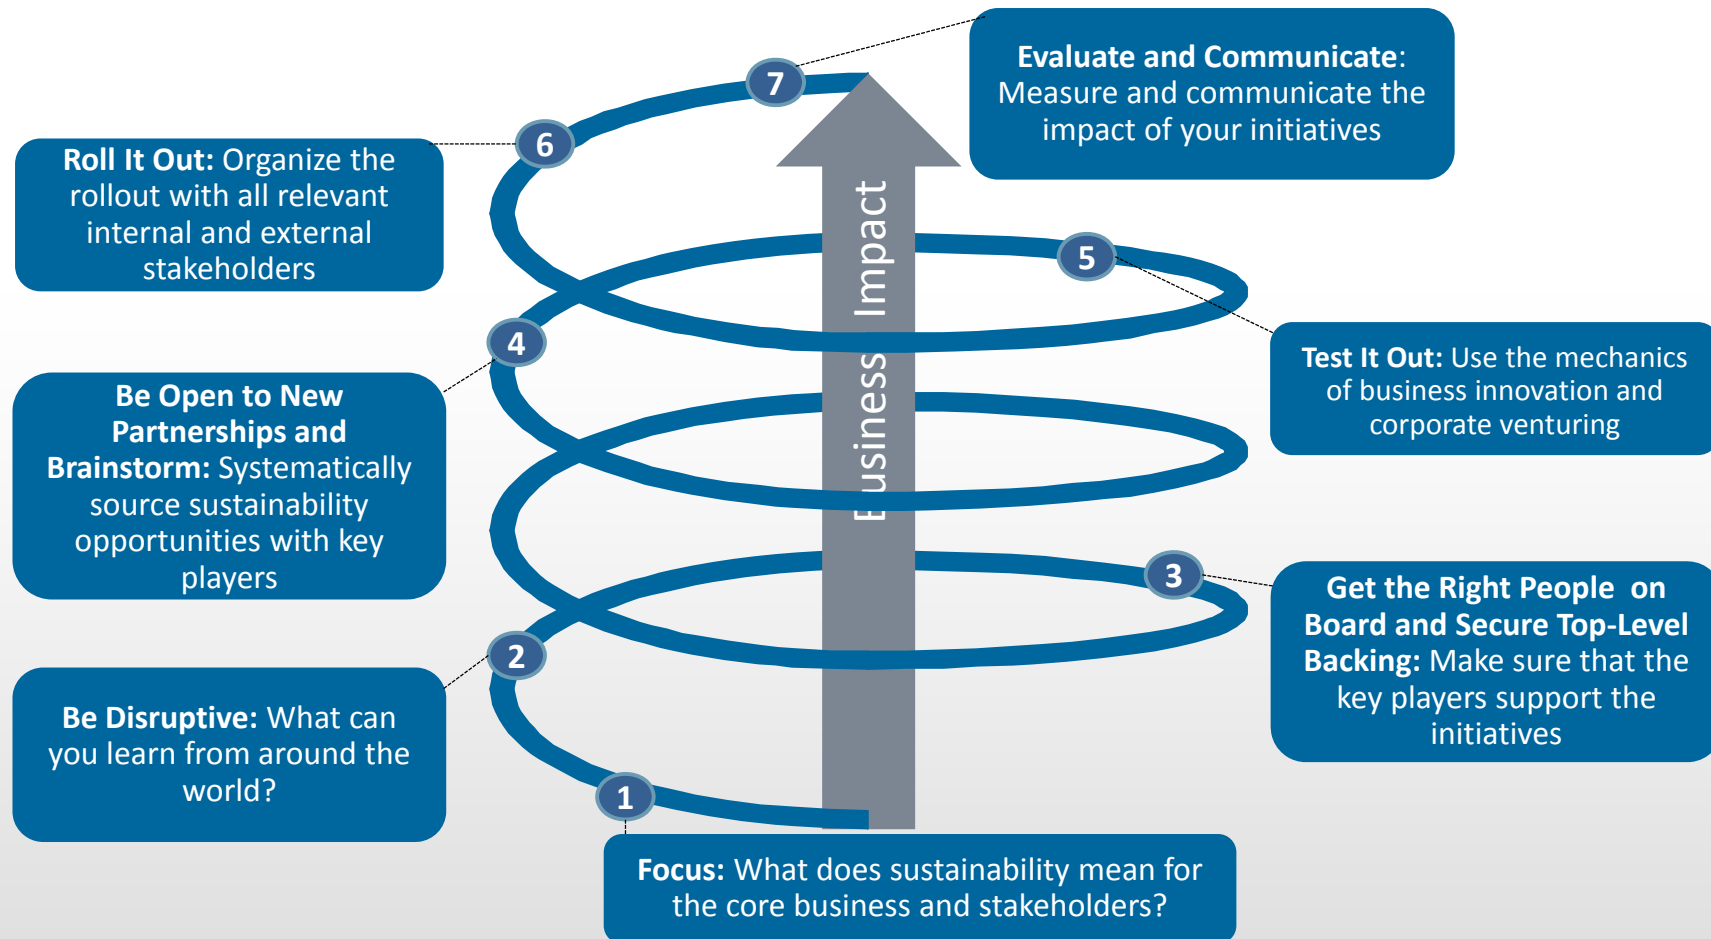 7
Evaluate and Communicate:
Measure and communicate the
impact of your initiatives
6
Roll It Out: Organize the
rollout with all relevant
internal and external
stakeholders
Business Impact
5
Test It Out: Use the mechanics
of business innovation and
corporate venturing
4
Be Open to New
Partnerships and
Brainstorm: Systematically
source sustainability
opportunities with key
players
3
Get the Right People on
Board and Secure Top-Level
Backing: Make sure that the
key players support the
initiatives
2
Be Disruptive: What can
you learn from around the
world?
1
Focus: What does sustainability mean for
the core business and stakeholders?